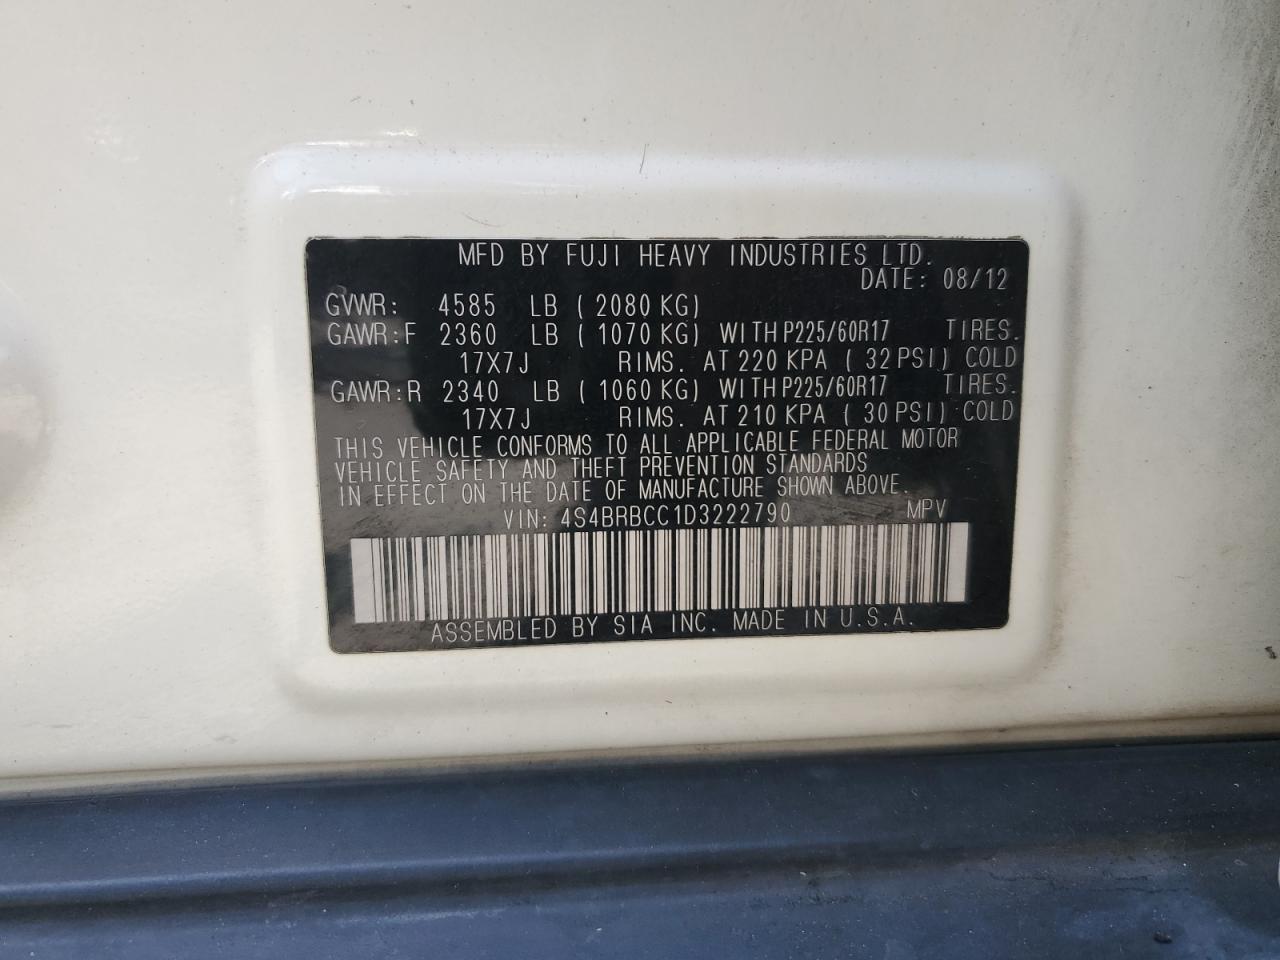 MFD BY FUJI HEAVY INDUSTRIES LTD.
DATE: 08/12
GVWR: 4585 LB ( 2080 KG)
GAWR:F 2360 LB ( 1070 KG) WITH P225/60R17 TIRES.
17X7J RIMS. AT 220 KPA ( 32 PSI) COLD
GAWR:R 2340 LB ( 1060 KG) WITH P225/60R17 TIRES.
17X7J RIMS. AT 210 KPA ( 30 PSI) COLD
THIS VEHICLE CONFORMS TO ALL APPLICABLE FEDERAL MOTOR
VEHICLE SAFETY AND THEFT PREVENTION STANDARDS
IN EFFECT ON THE DATE OF MANUFACTURE SHOWN ABOVE.
VIN: 4S4BRBCC1D3222790 MPV
ASSEMBLED BY SIA INC. MADE IN U.S.A.